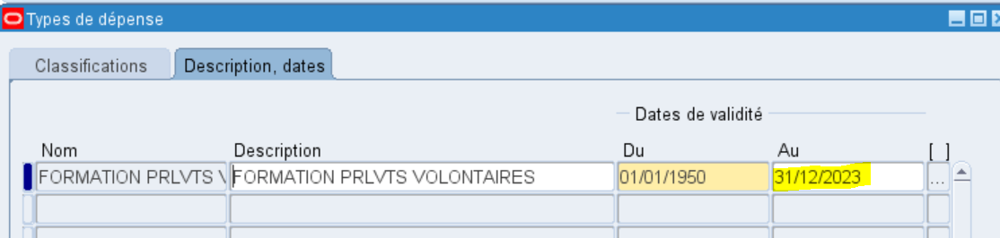 Types de dépense
Classifications Description, dates
Dates de validité
Nom Description Du Au [ ]
FORMATION PRLVTS FORMATION PRLVTS VOLONTAIRES 01/01/1950 31/12/2023 ...